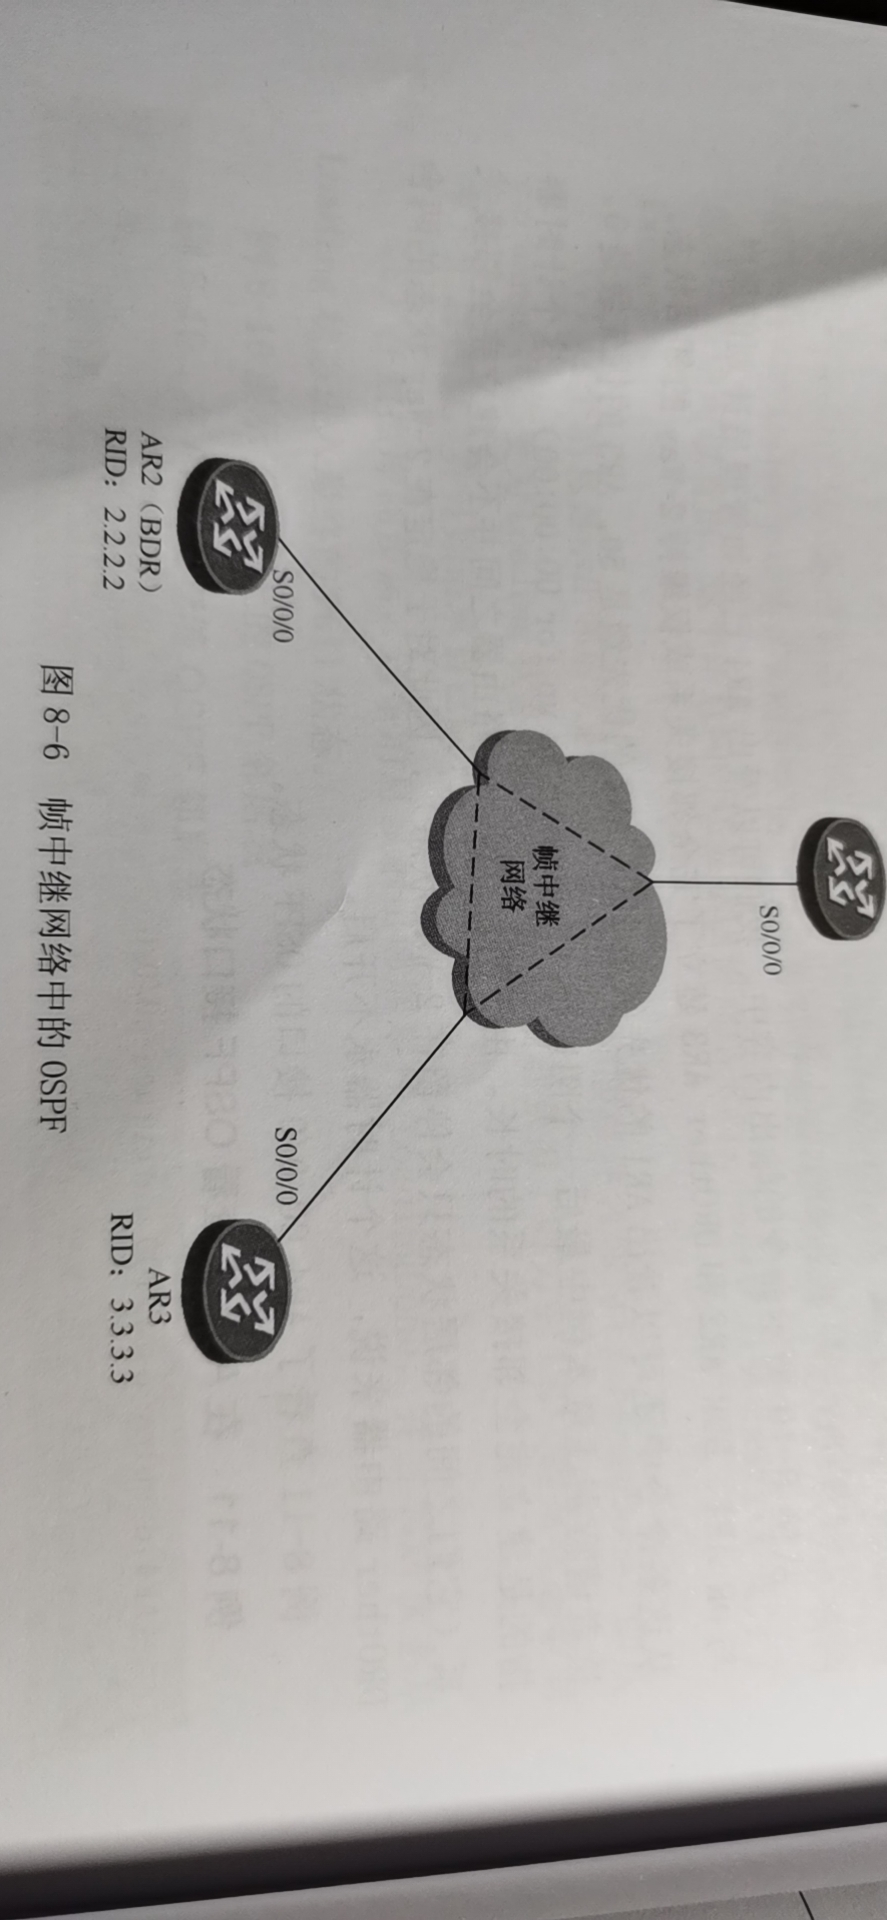 S0/0/0
帧中继
网络
S0/0/0
S0/0/0
AR2（BDR）
RID：2.2.2.2
AR3
RID：3.3.3.3
图 8-6 帧中继网络中的 OSPF